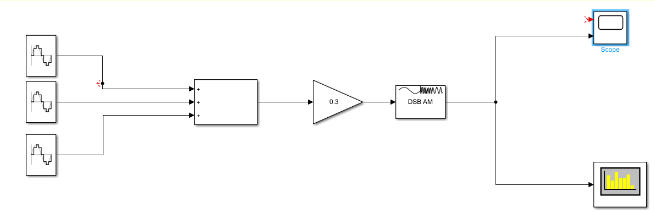 Scope
+
+
+
0.3
DSB AM